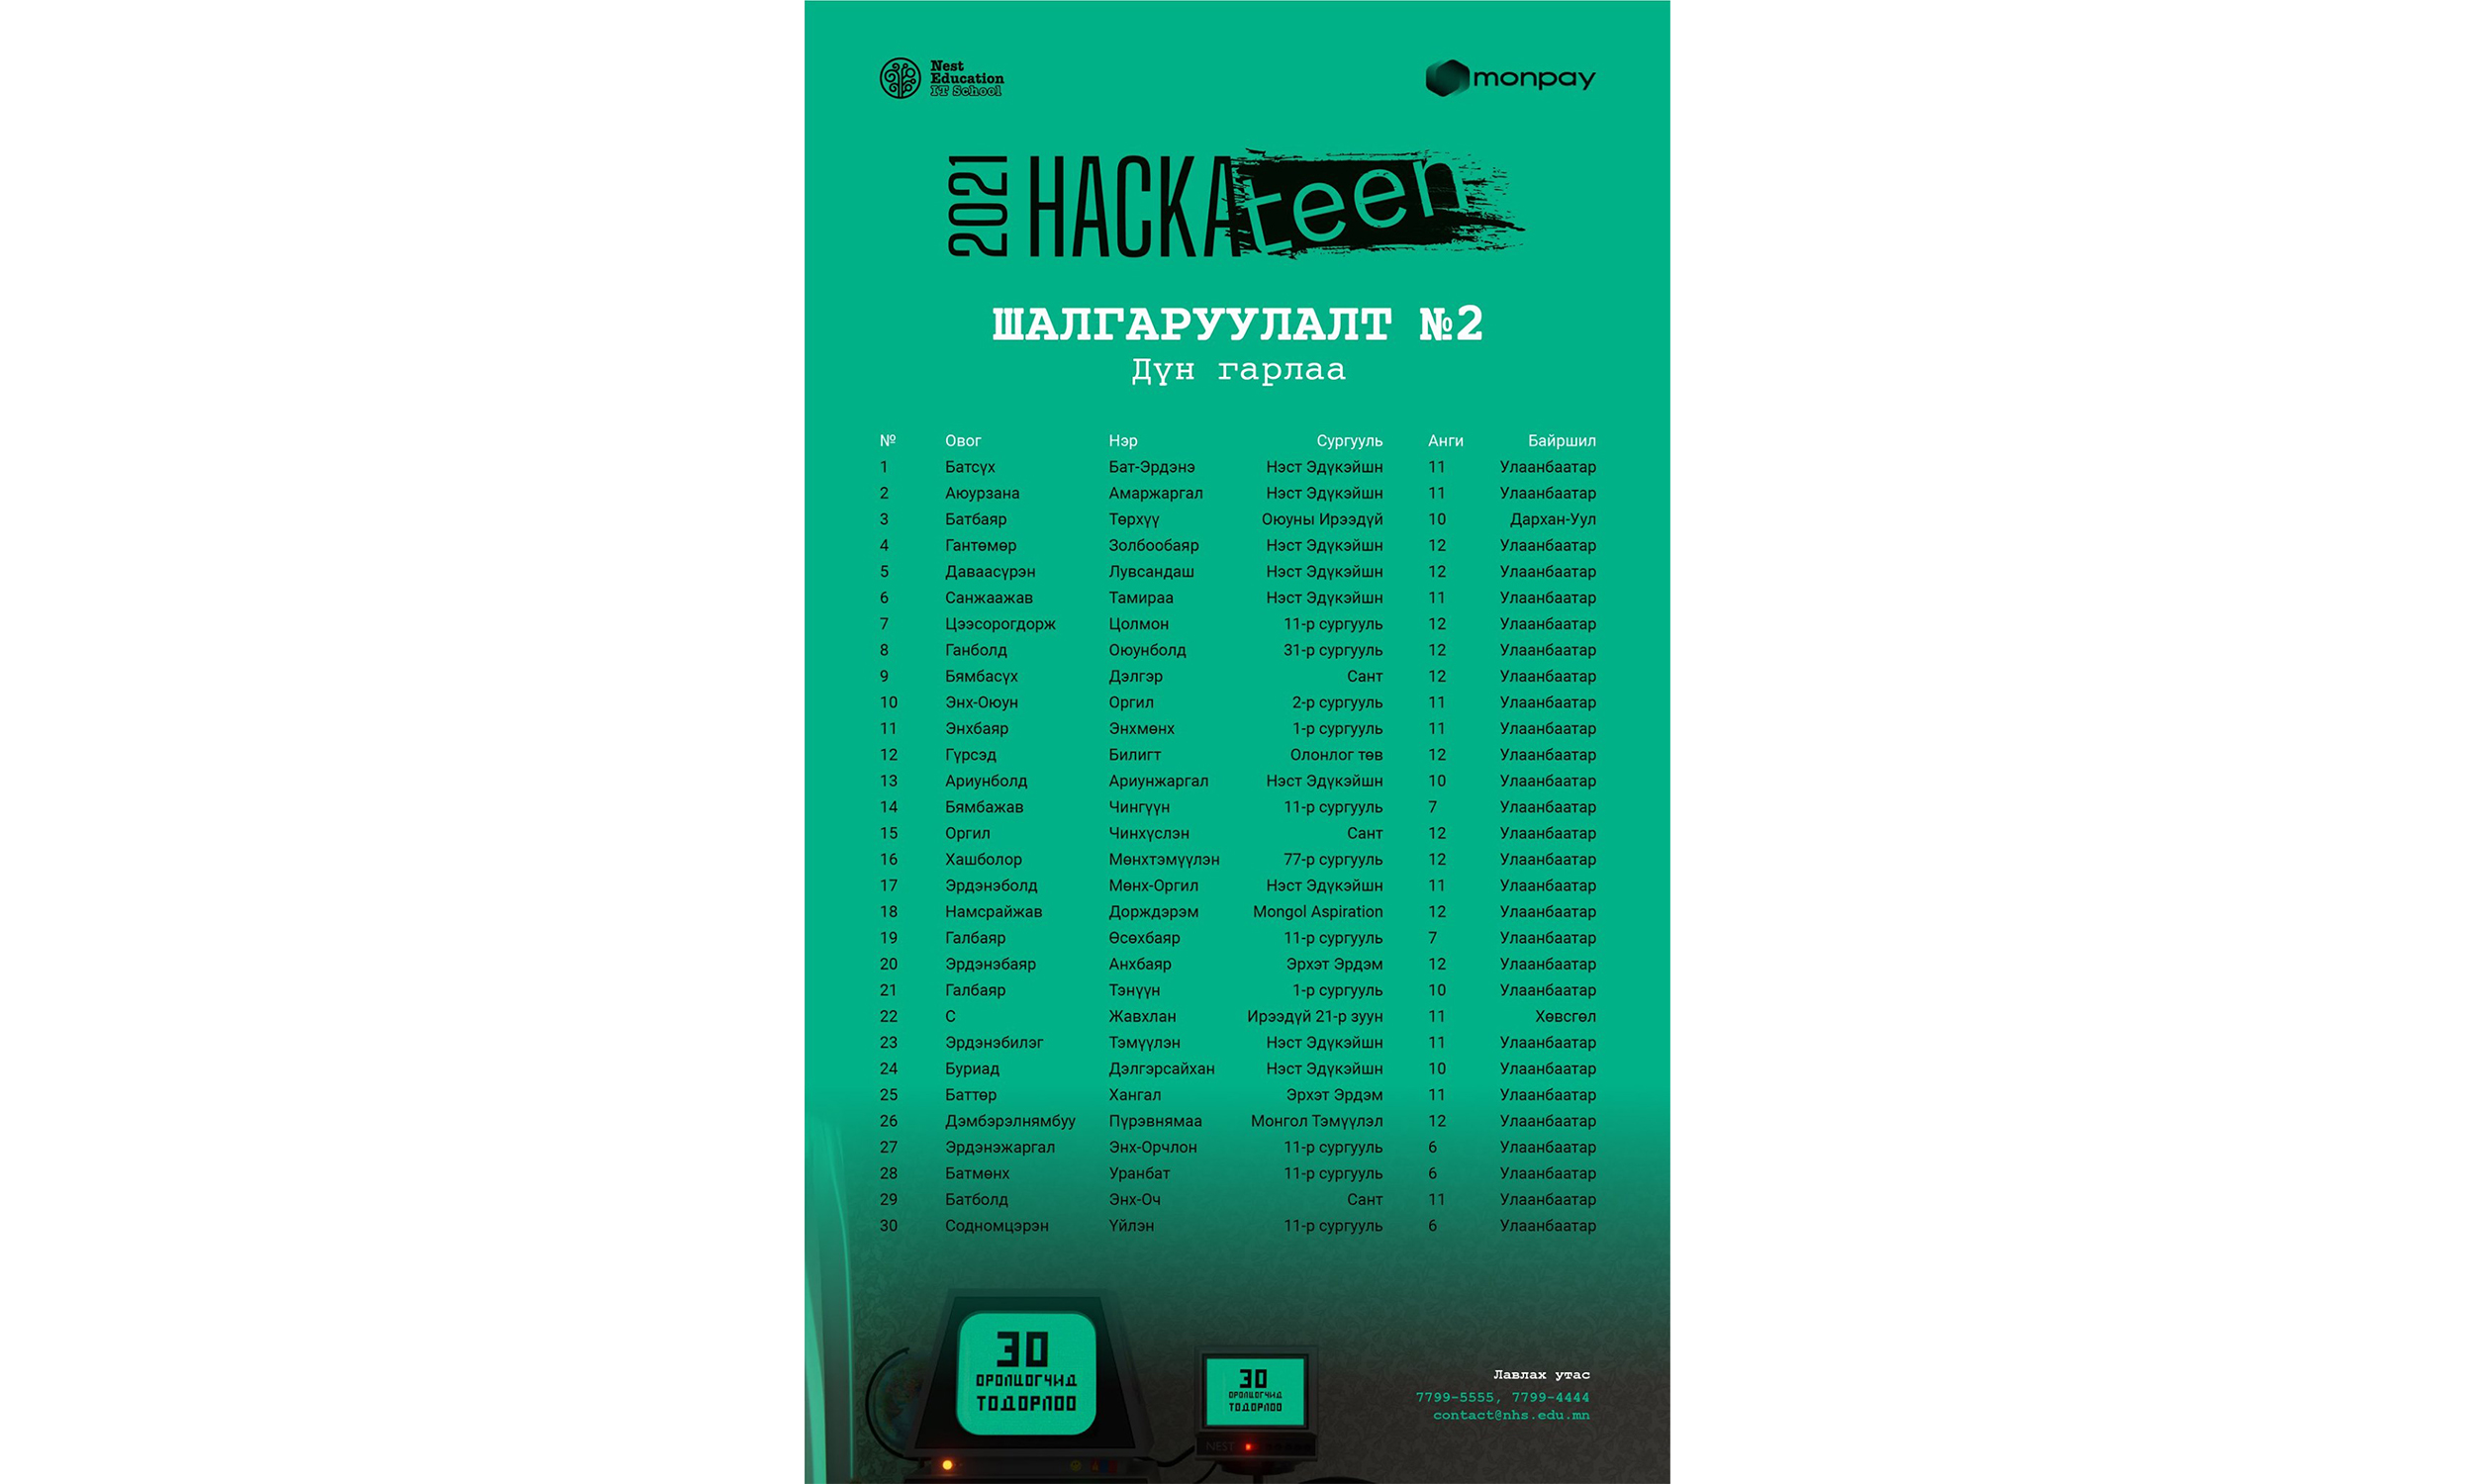 Nest
Education
IT School
monpay
2021 HACKAteen
ШАЛГАРУУЛАЛТ №2
Дүн гарлаа
№ Овог Нэр Сургууль Анги Байршил
1 Батсүх Бат-Эрдэнэ Нэст Эдүкэйшн 11 Улаанбаатар
2 Аюурзана Амаржаргал Нэст Эдүкэйшн 11 Улаанбаатар
3 Батбаяр Төрхүү Оюуны Ирээдүй 10 Дархан-Уул
4 Гантөмөр Золбообаяр Нэст Эдүкэйшн 12 Улаанбаатар
5 Даваасүрэн Лувсандаш Нэст Эдүкэйшн 12 Улаанбаатар
6 Санжаажав Тамираа Нэст Эдүкэйшн 11 Улаанбаатар
7 Цээсорогдорж Цолмон 11-р сургууль 12 Улаанбаатар
8 Ганболд Оюунболд 31-р сургууль 12 Улаанбаатар
9 Бямбасүх Дэлгэр Сант 12 Улаанбаатар
10 Энх-Оюун Оргил 2-р сургууль 11 Улаанбаатар
11 Энхбаяр Энхмөнх 1-р сургууль 11 Улаанбаатар
12 Гүрсэд Билигт Олонлог төв 12 Улаанбаатар
13 Ариунболд Ариунжаргал Нэст Эдүкэйшн 10 Улаанбаатар
14 Бямбажав Чингүүн 11-р сургууль 7 Улаанбаатар
15 Оргил Чинхүслэн Сант 12 Улаанбаатар
16 Хашболор Мөнхтэмүүлэн 77-р сургууль 12 Улаанбаатар
17 Эрдэнэболд Мөнх-Оргил Нэст Эдүкэйшн 11 Улаанбаатар
18 Намсрайжав Дорждэрэм Mongol Aspiration 12 Улаанбаатар
19 Галбаяр Өсөхбаяр 11-р сургууль 7 Улаанбаатар
20 Эрдэнэбаяр Анхбаяр Эрхэт Эрдэм 12 Улаанбаатар
21 Галбаяр Тэнүүн 1-р сургууль 10 Улаанбаатар
22 С Жавхлан Ирээдүй 21-р зуун 11 Хөвсгөл
23 Эрдэнэбилэг Тэмүүлэн Нэст Эдүкэйшн 11 Улаанбаатар
24 Буриад Дэлгэрсайхан Нэст Эдүкэйшн 10 Улаанбаатар
25 Баттөр Хангал Эрхэт Эрдэм 11 Улаанбаатар
26 Дэмбэрэлнямбуу Пүрэвнямаа Монгол Тэмүүлэл 12 Улаанбаатар
27 Эрдэнэжаргал Энх-Орчлон 11-р сургууль 6 Улаанбаатар
28 Батмөнх Уранбат 11-р сургууль 6 Улаанбаатар
29 Батболд Энх-Оч Сант 11 Улаанбаатар
30 Содномцэрэн Үйлэн 11-р сургууль 6 Улаанбаатар
30
ОРОЛЦОГЧИД
ТОДОРЛОО
30
ОРОЛЦОГЧИД
ТОДОРЛОО
NEST
Лавлах утас
7799-5555, 7799-4444
contact@nhs.edu.mn